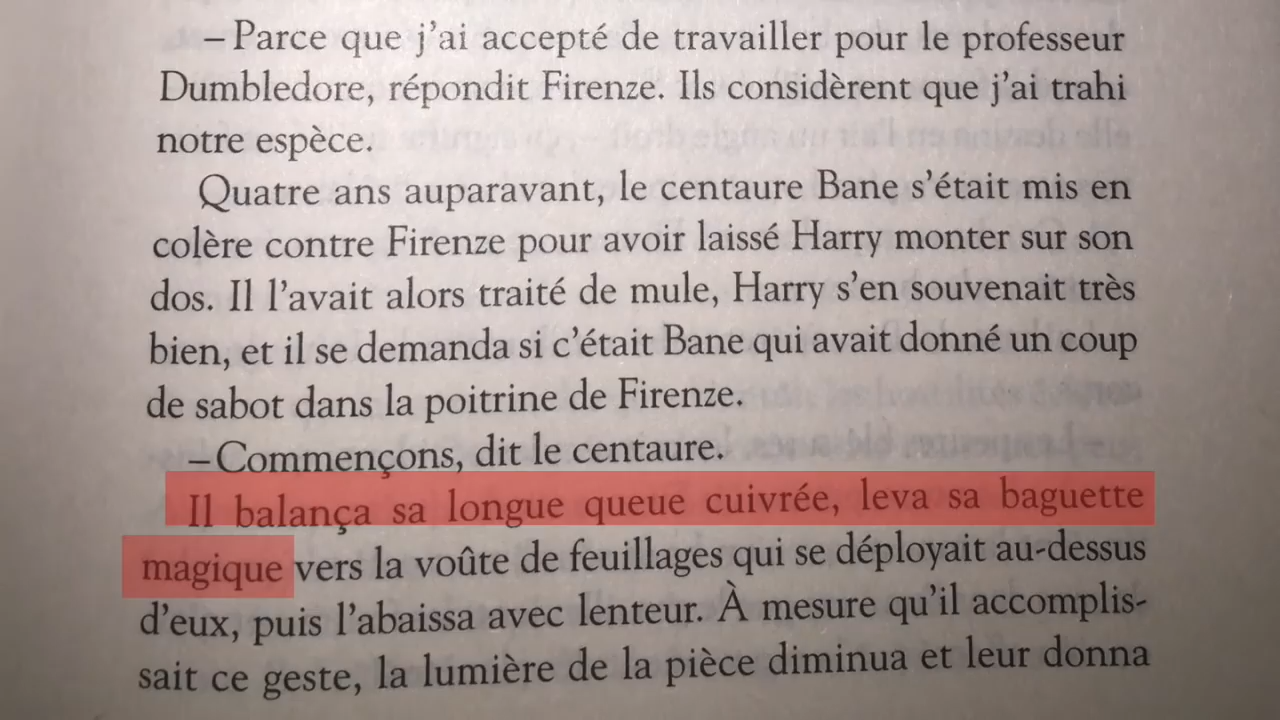 – Parce que j'ai accepté de travailler pour le professeur
Dumbledore, répondit Firenze. Ils considèrent que j'ai trahi
notre espèce.
Quatre ans auparavant, le centaure Bane s'était mis en
colère contre Firenze pour avoir laissé Harry monter sur son
dos. Il l'avait alors traité de mule, Harry s'en souvenait très
bien, et il se demanda si c'était Bane qui avait donné un coup
de sabot dans la poitrine de Firenze.
– Commençons, dit le centaure.
Il balança sa longue queue cuivrée, leva sa baguette
magique vers la voûte de feuillages qui se déployait au-dessus
d'eux, puis l'abaissa avec lenteur. À mesure qu'il accomplis-
sait ce geste, la lumière de la pièce diminua et leur donna